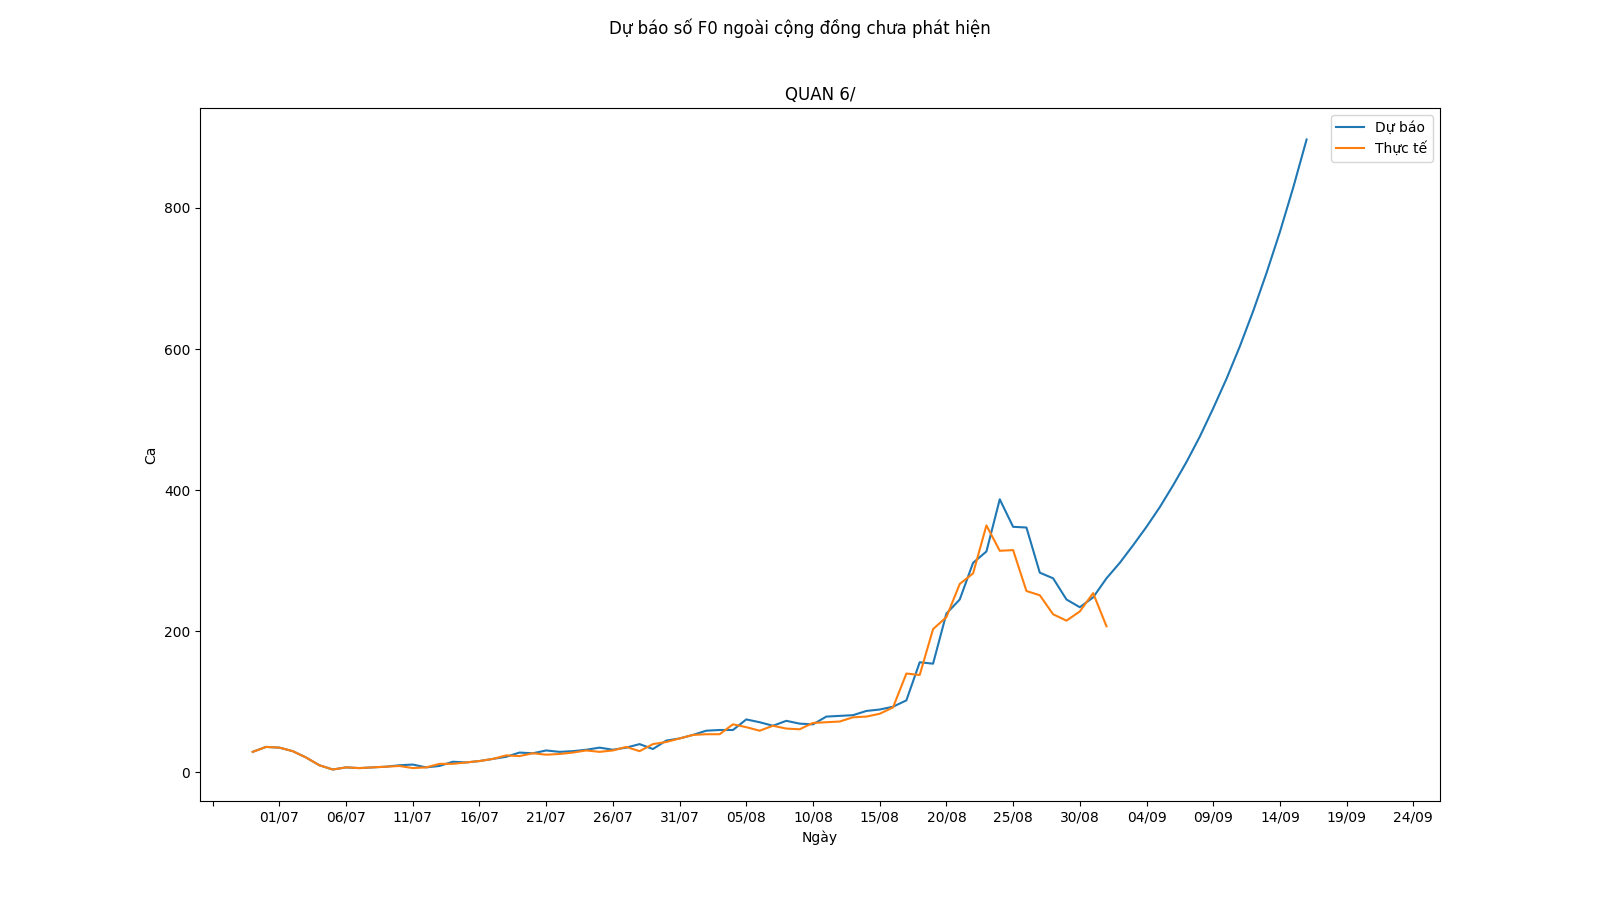 Dự báo số F0 ngoài cộng đồng chưa phát hiện
QUAN 6/
Dự báo
Thực tế
800
600
400
200
0
Ca
01/07 06/07 11/07 16/07 21/07 26/07 31/07 05/08 10/08 15/08 20/08 25/08 30/08 04/09 09/09 14/09 19/09 24/09
Ngày